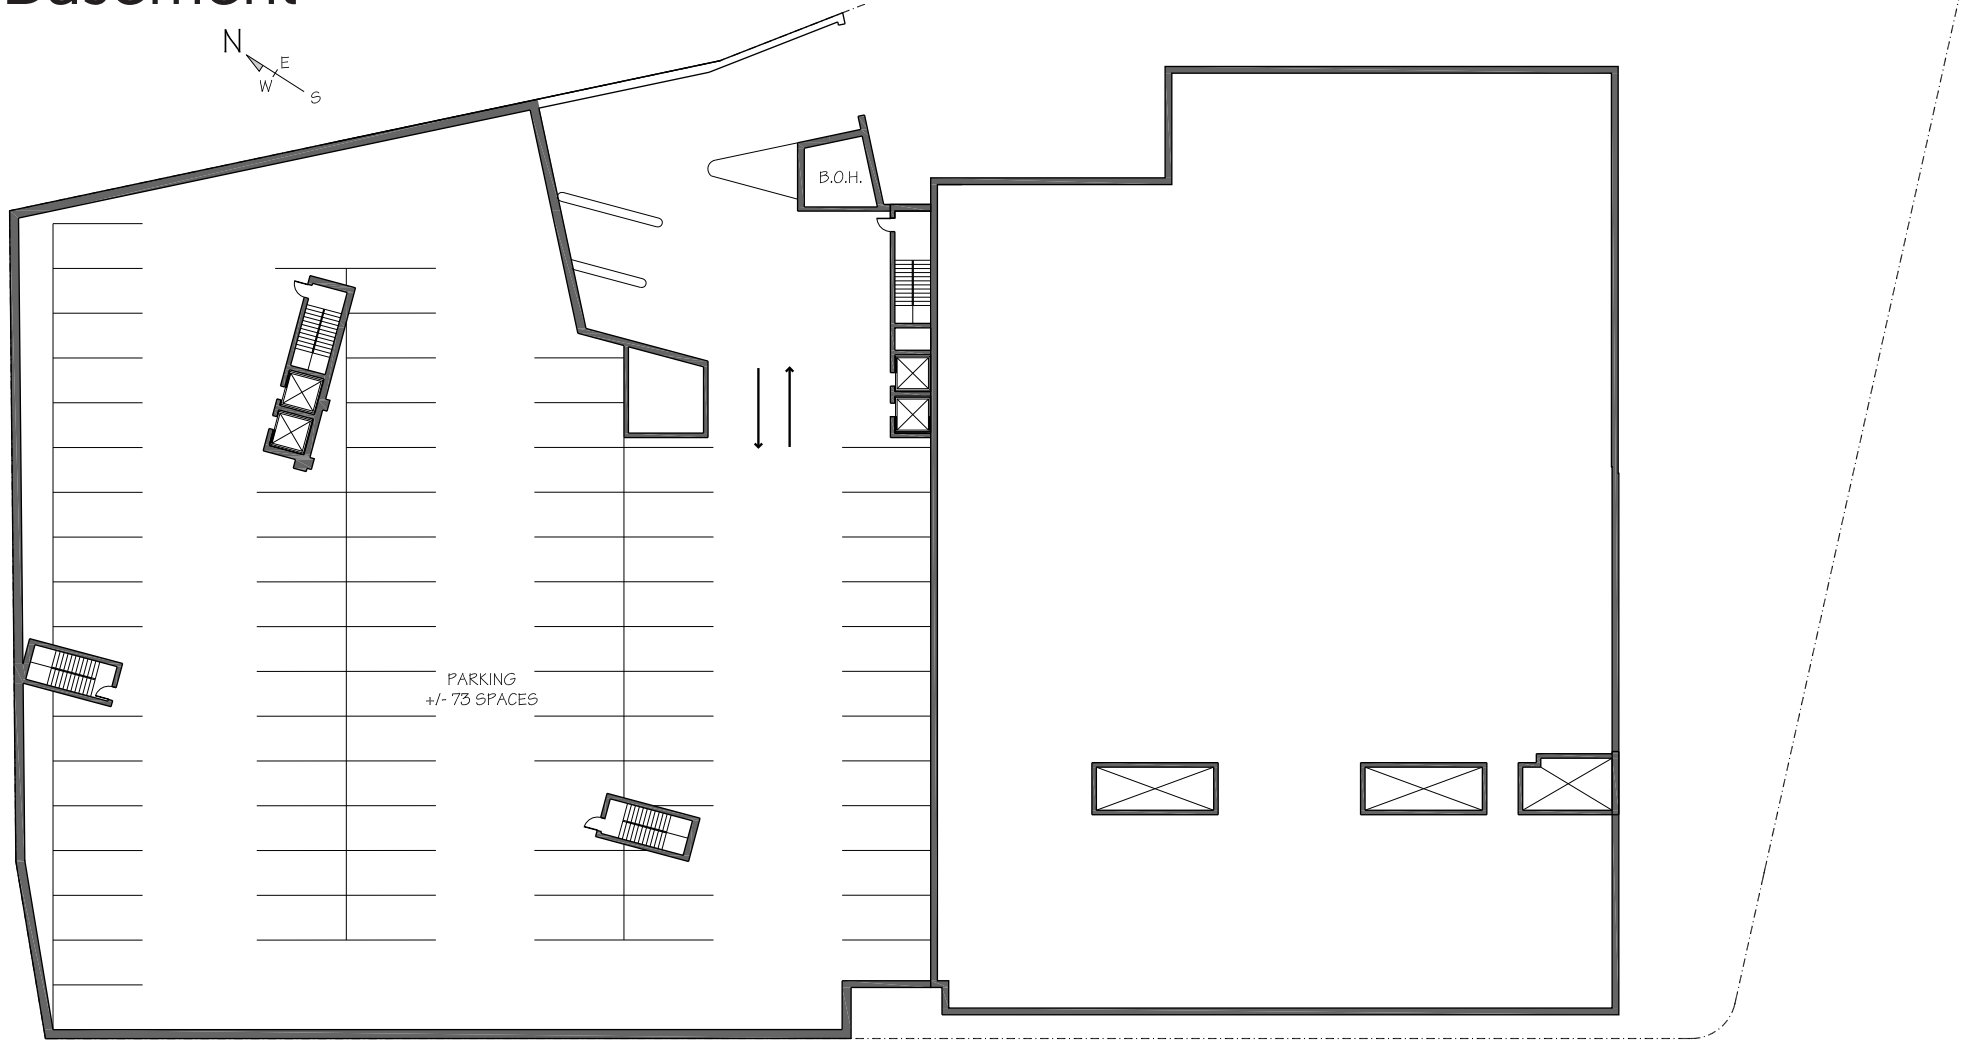 Basement
N
E
W
S
B.O.H.
PARKING
+/- 73 SPACES